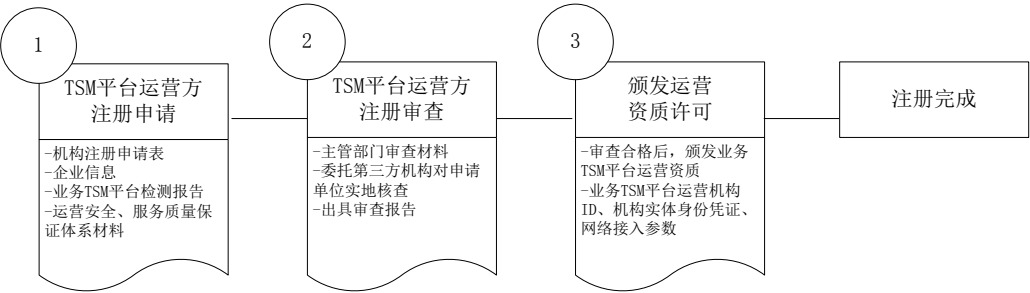 1
TSM平台运营方
注册申请
-机构注册申请表
-企业信息
-业务TSM平台检测报告
-运营安全、服务质量保
证体系材料
2
TSM平台运营方
注册审查
-主管部门审查材料
-委托第三方机构对申请
单位实地核查
-出具审查报告
3
颁发运营
资质许可
-审查合格后，颁发业务
TSM平台运营资质
-业务TSM平台运营机构
ID、机构实体身份凭证、
网络接入参数
注册完成